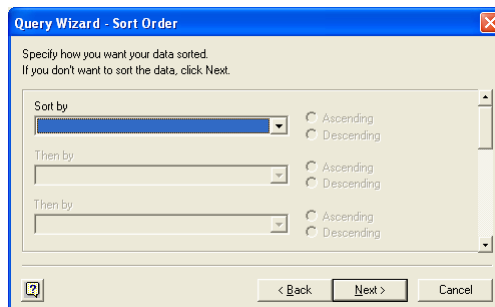 Query Wizard - Sort Order
Specify how you want your data sorted.
If you don't want to sort the data, click Next.
Sort by
Ascending
Descending
Then by
Ascending
Descending
Then by
Ascending
Descending
?
< Back
Next >
Cancel